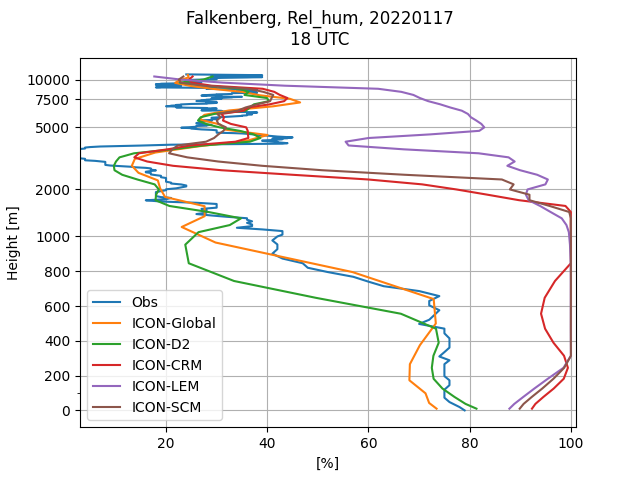 Falkenberg, Rel_hum, 20220117
18 UTC
Height [m]
10000
7500
5000
2000
1000
800
600
400
200
0
Obs
ICON-Global
ICON-D2
ICON-CRM
ICON-LEM
ICON-SCM
20 40 60 80 100
[%]